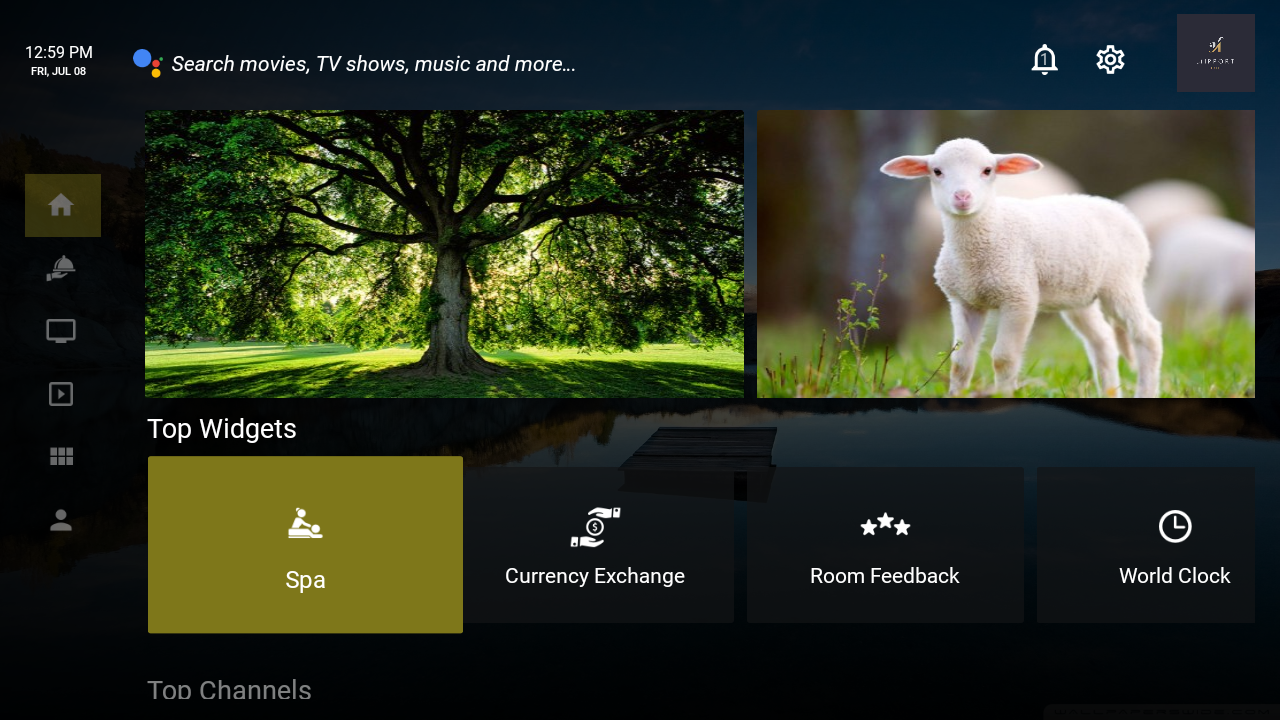 12:59 PM
FRI, JUL 08
Search movies, TV shows, music and more...
1
Top Widgets
Spa
$
Currency Exchange
Room Feedback
World Clock
Top Channels